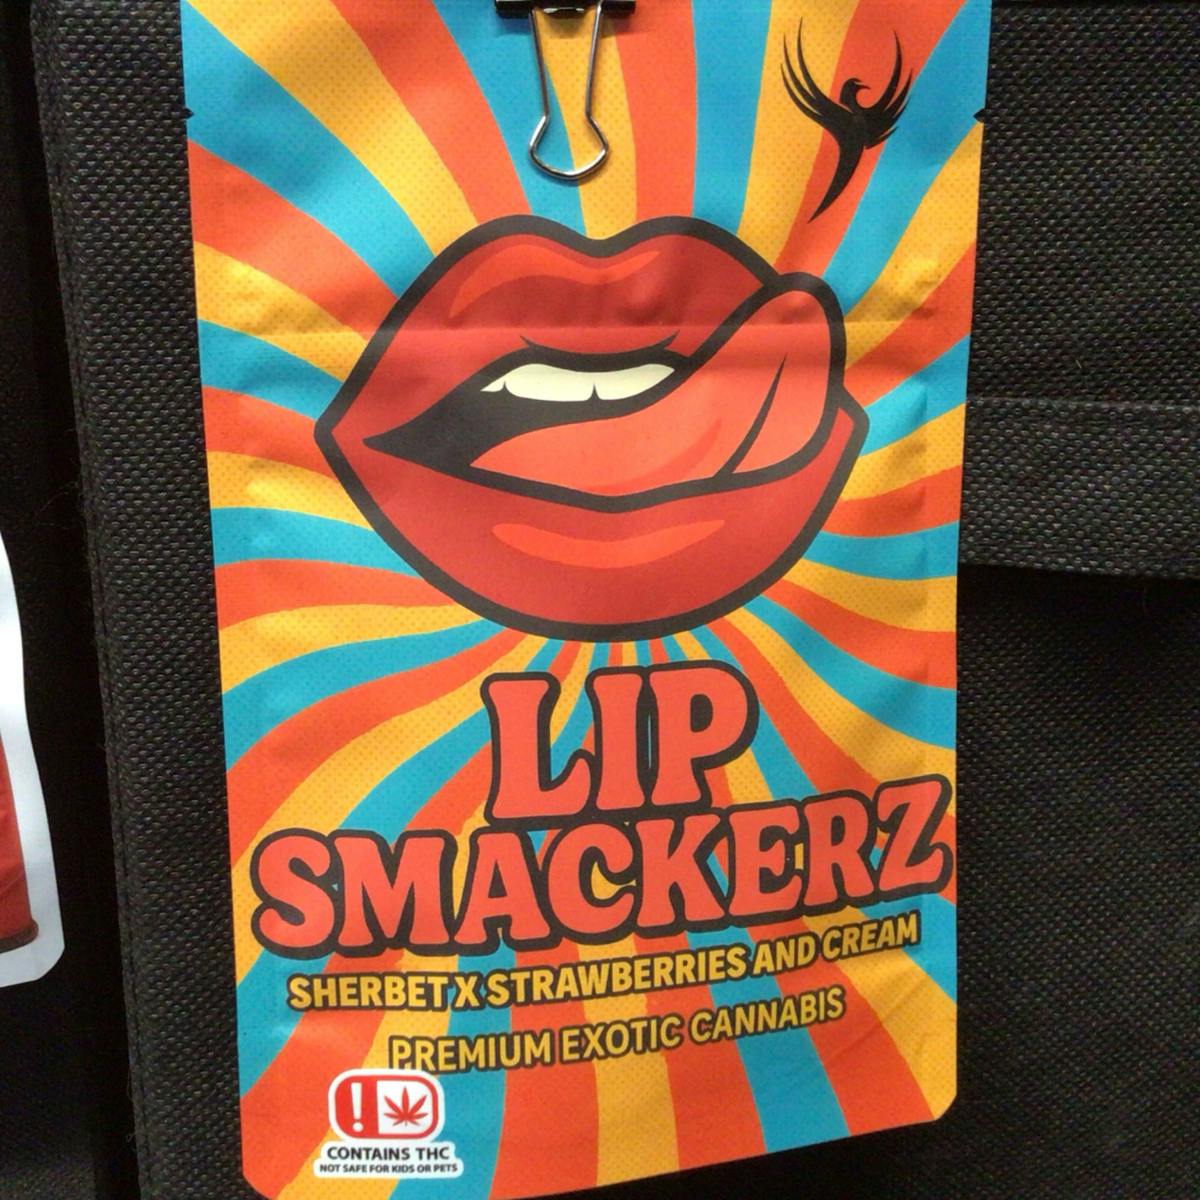 LIP
SMACKERZ
SHERBET X STRAWBERRIES AND CREAM
PREMIUM EXOTIC CANNABIS
!
CONTAINS THC
NOT SAFE FOR KIDS OR PETS